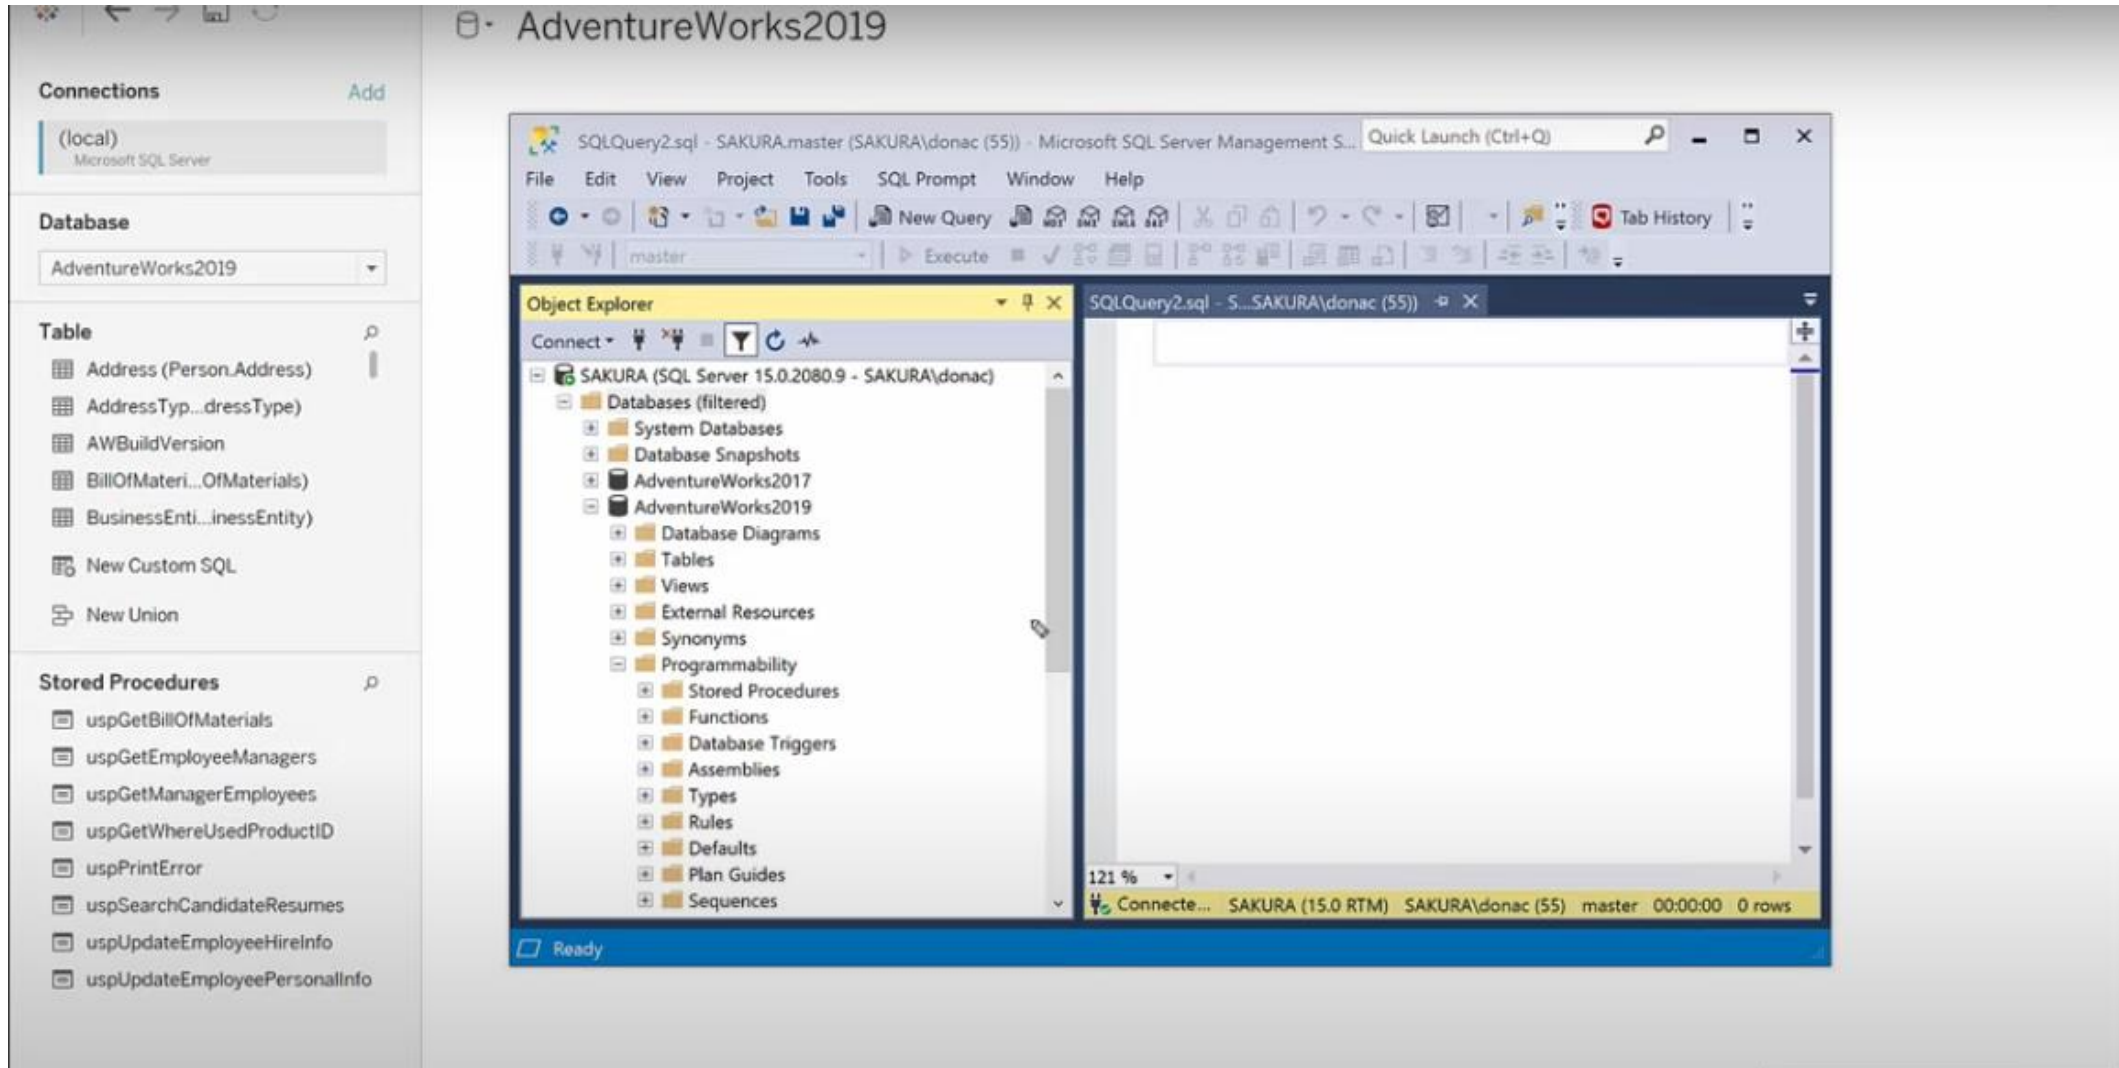 AdventureWorks2019
Connections Add
(local)
Microsoft SQL Server
Database
AdventureWorks2019
Table
Address (Person.Address)
AddressTyp...dressType)
AWBuildVersion
BillOfMateri...OfMaterials)
BusinessEnti...inessEntity)
New Custom SQL
New Union
Stored Procedures
uspGetBillOfMaterials
uspGetEmployeeManagers
uspGetManagerEmployees
uspGetWhereUsedProductID
uspPrintError
uspSearchCandidateResumes
uspUpdateEmployeeHireInfo
uspUpdateEmployeePersonalInfo
SQLQuery2.sql - SAKURA.master (SAKURA\donac (55)) - Microsoft SQL Server Management S... Quick Launch (Ctrl+Q)
File Edit View Project Tools SQL Prompt Window Help
New Query Tab History
master Execute
Object Explorer
Connect
SAKURA (SQL Server 15.0.2080.9 - SAKURA\donac)
Databases (filtered)
System Databases
Database Snapshots
AdventureWorks2017
AdventureWorks2019
Database Diagrams
Tables
Views
External Resources
Synonyms
Programmability
Stored Procedures
Functions
Database Triggers
Assemblies
Types
Rules
Defaults
Plan Guides
Sequences
SQLQuery2.sql - S...SAKURA\donac (55))
121 %
Connecte... SAKURA (15.0 RTM) SAKURA\donac (55) master 00:00:00 0 rows
Ready